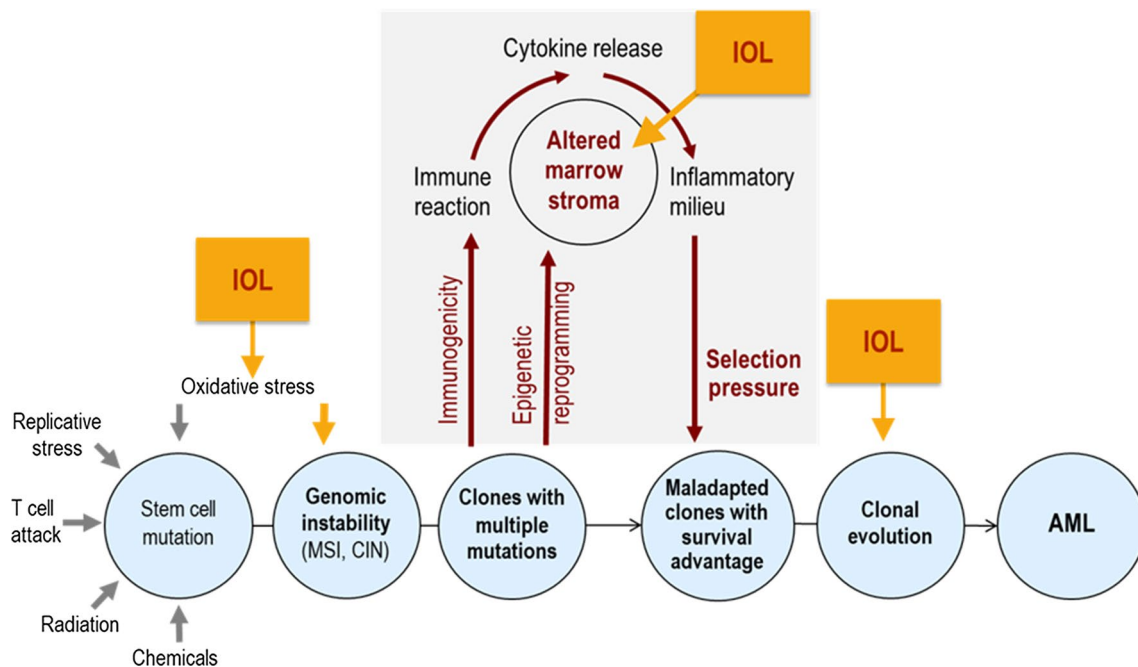 Cytokine release
IOL
Altered
marrow
stroma
Immune
reaction
Inflammatory
milieu
IOL
Immunogenicity
Epigenetic
reprogramming
Selection
pressure
IOL
Oxidative stress
Replicative
stress
T cell
attack
Radiation
Chemicals
Stem cell
mutation
Genomic
instability
(MSI, CIN)
Clones with
multiple
mutations
Maladapted
clones with
survival
advantage
Clonal
evolution
AML